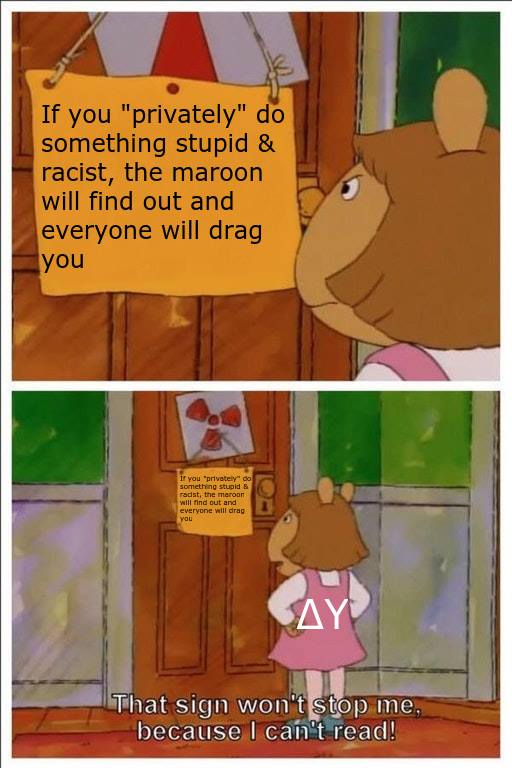 If you "privately" do
something stupid &
racist, the maroon
will find out and
everyone will drag
you
If you "privately" do
something stupid &
racist, the maroon
will find out and
everyone will drag
you
ΔΥ
That sign won't stop me,
because I can't read!